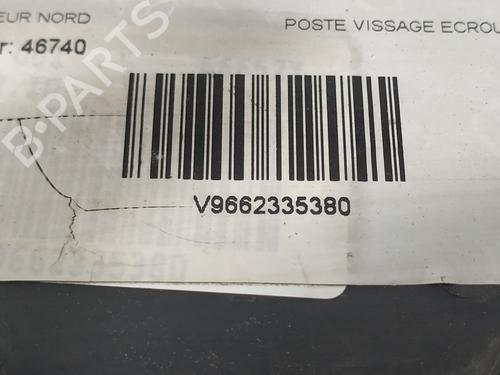 EUR NORD
POSTE VISSAGE ECROU
r: 46740
V9662335380
B-PARTS